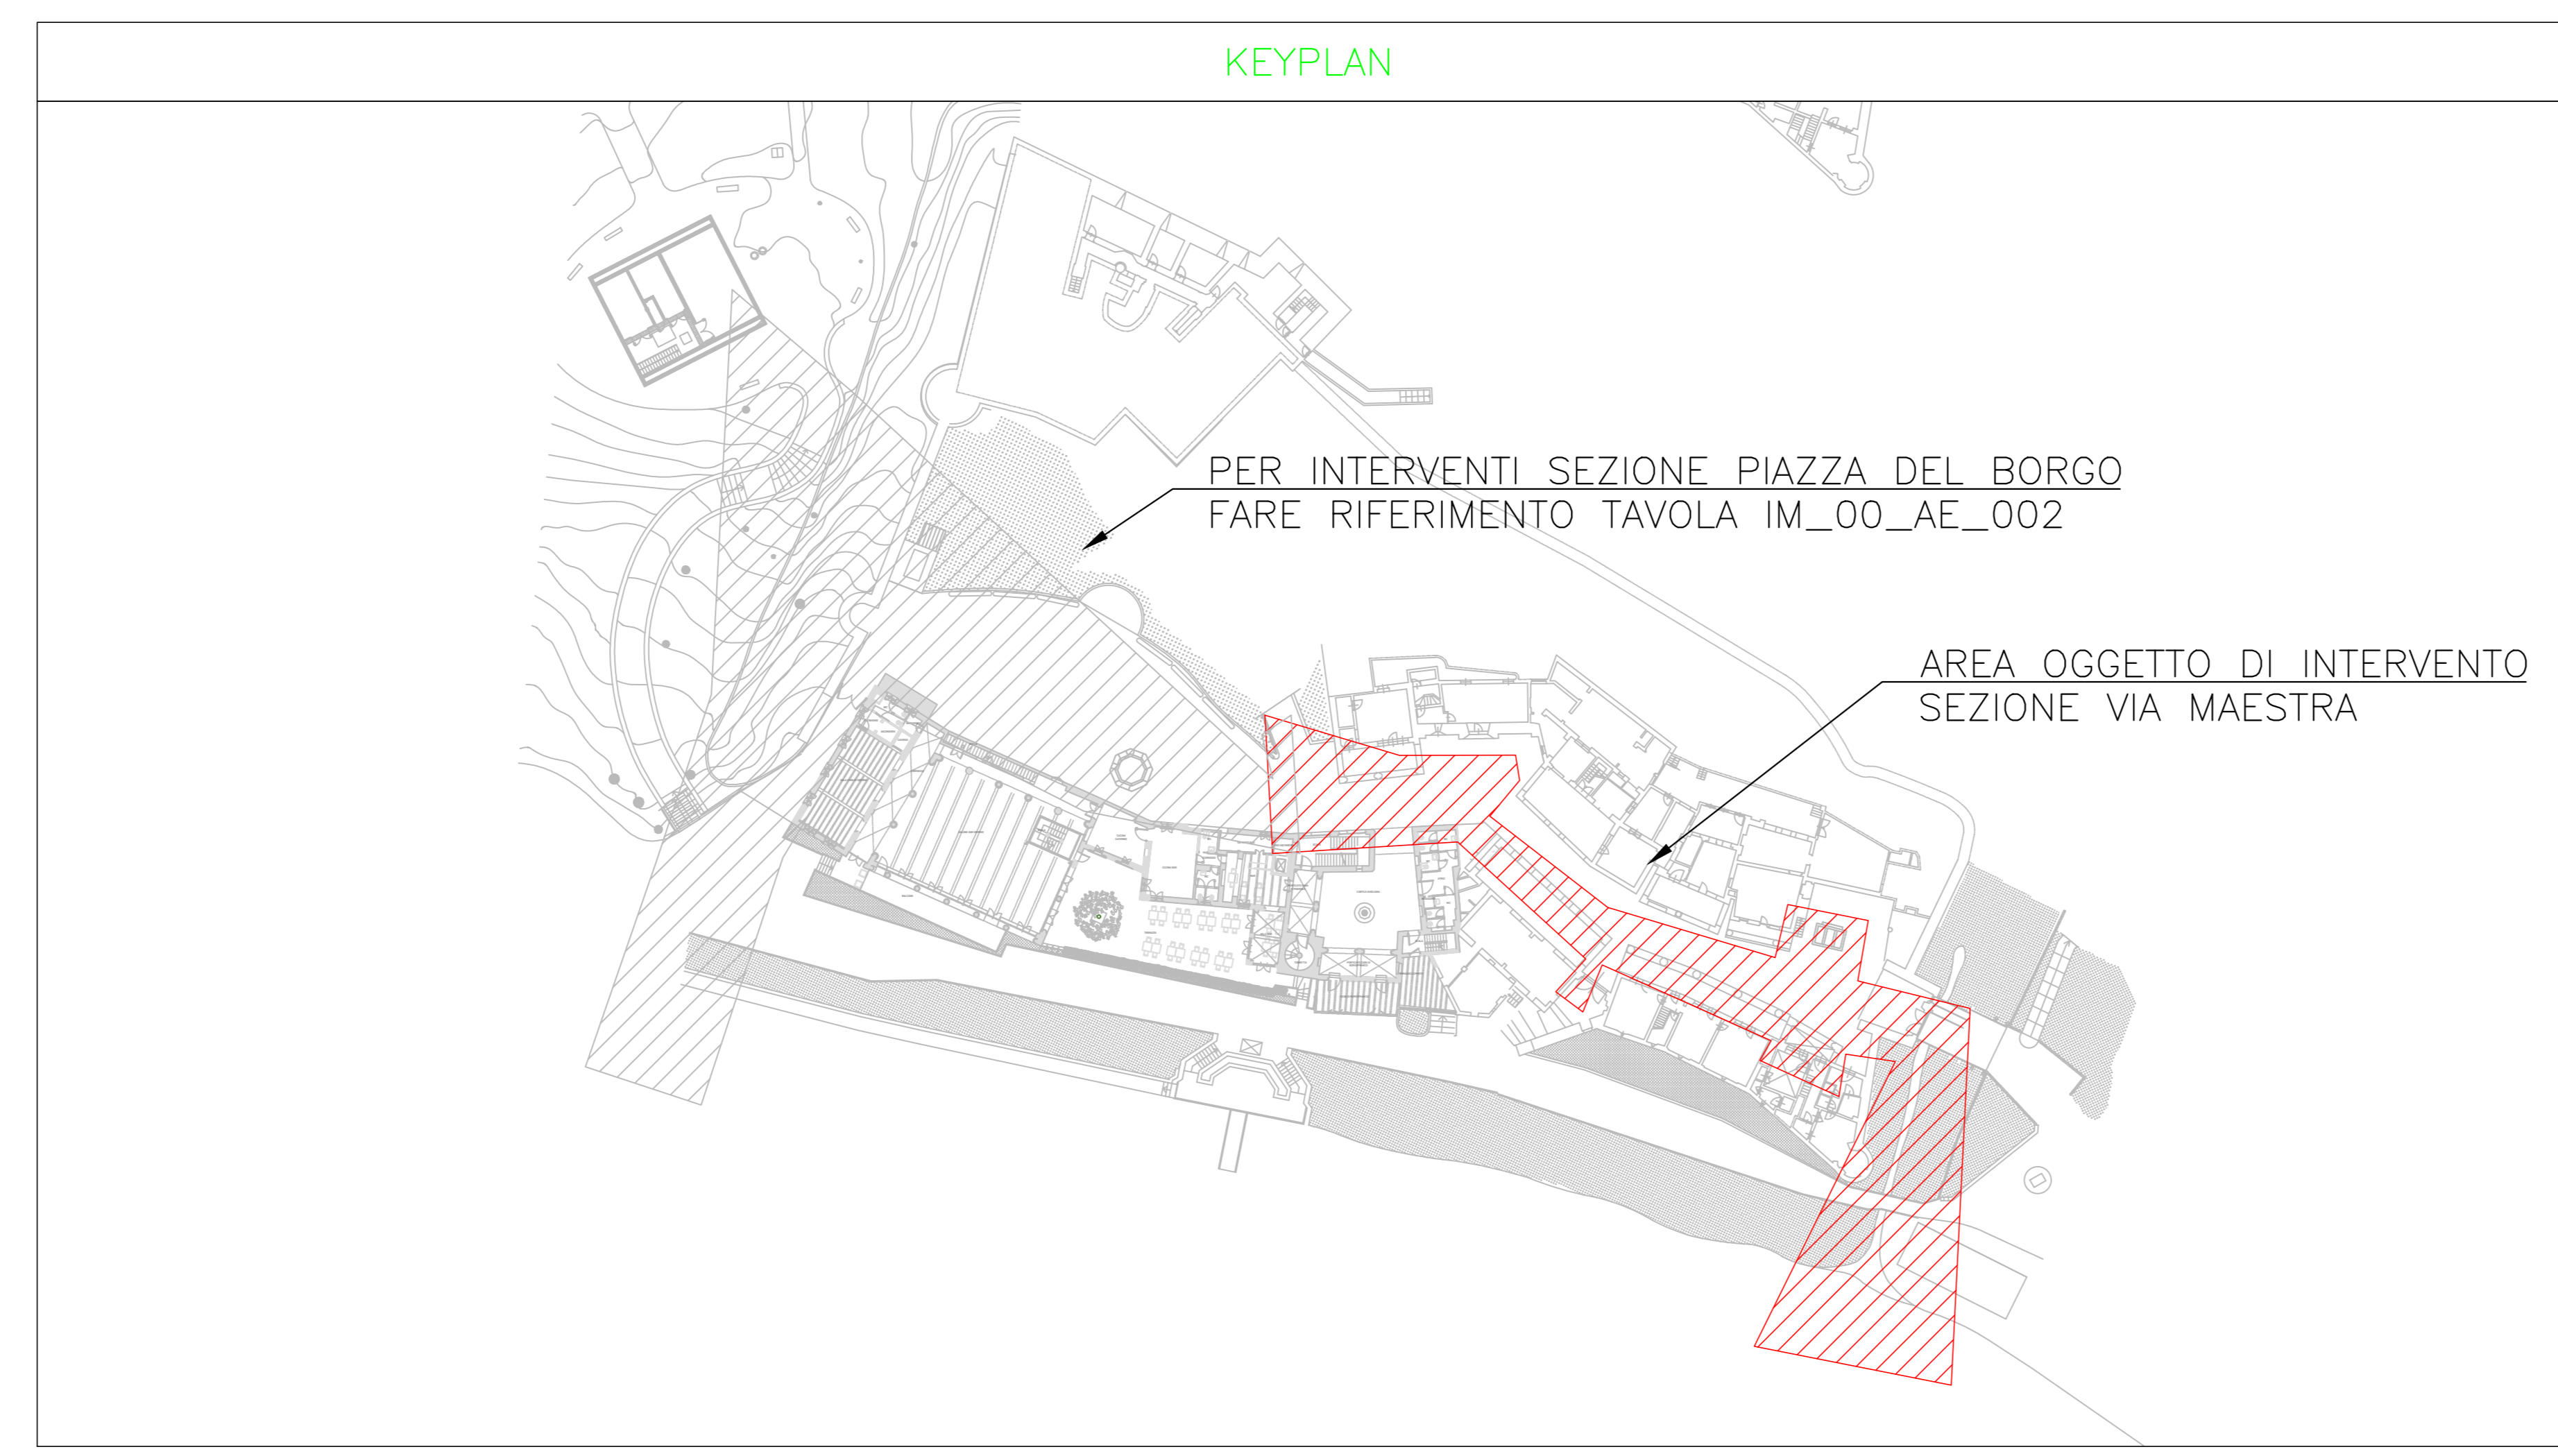 KEYPLAN
PER INTERVENTI SEZIONE PIAZZA DEL BORGO
FARE RIFERIMENTO TAVOLA IM_00_AE_002
AREA OGGETTO DI INTERVENTO
SEZIONE VIA MAESTRA